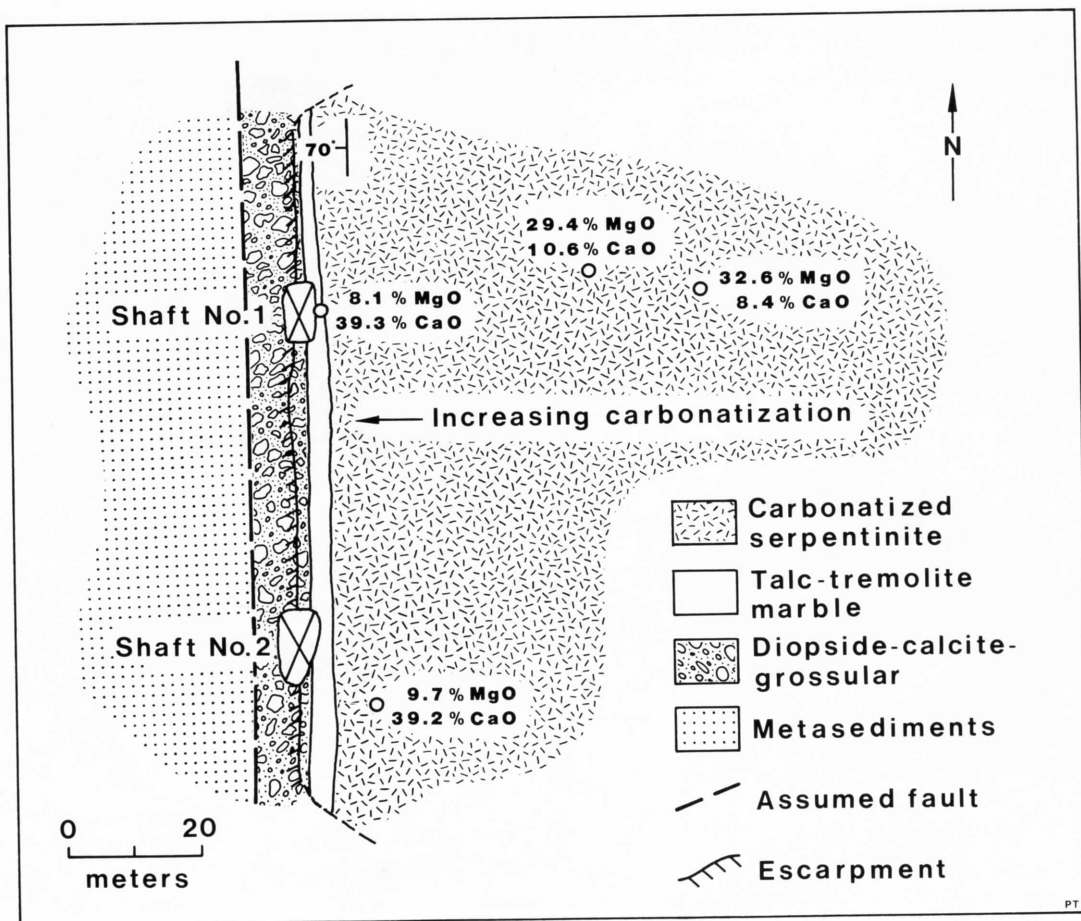 70°
N
29.4% MgO
10.6% CaO
32.6% MgO
8.4% CaO
Shaft No.1
8.1% MgO
39.3% CaO
Increasing carbonatization
Shaft No.2
9.7% MgO
39.2% CaO
Carbonatized
serpentinite
Talc-tremolite
marble
Diopside-calcite-
grossular
Metasediments
Assumed fault
Escarpment
0 20
meters
PT